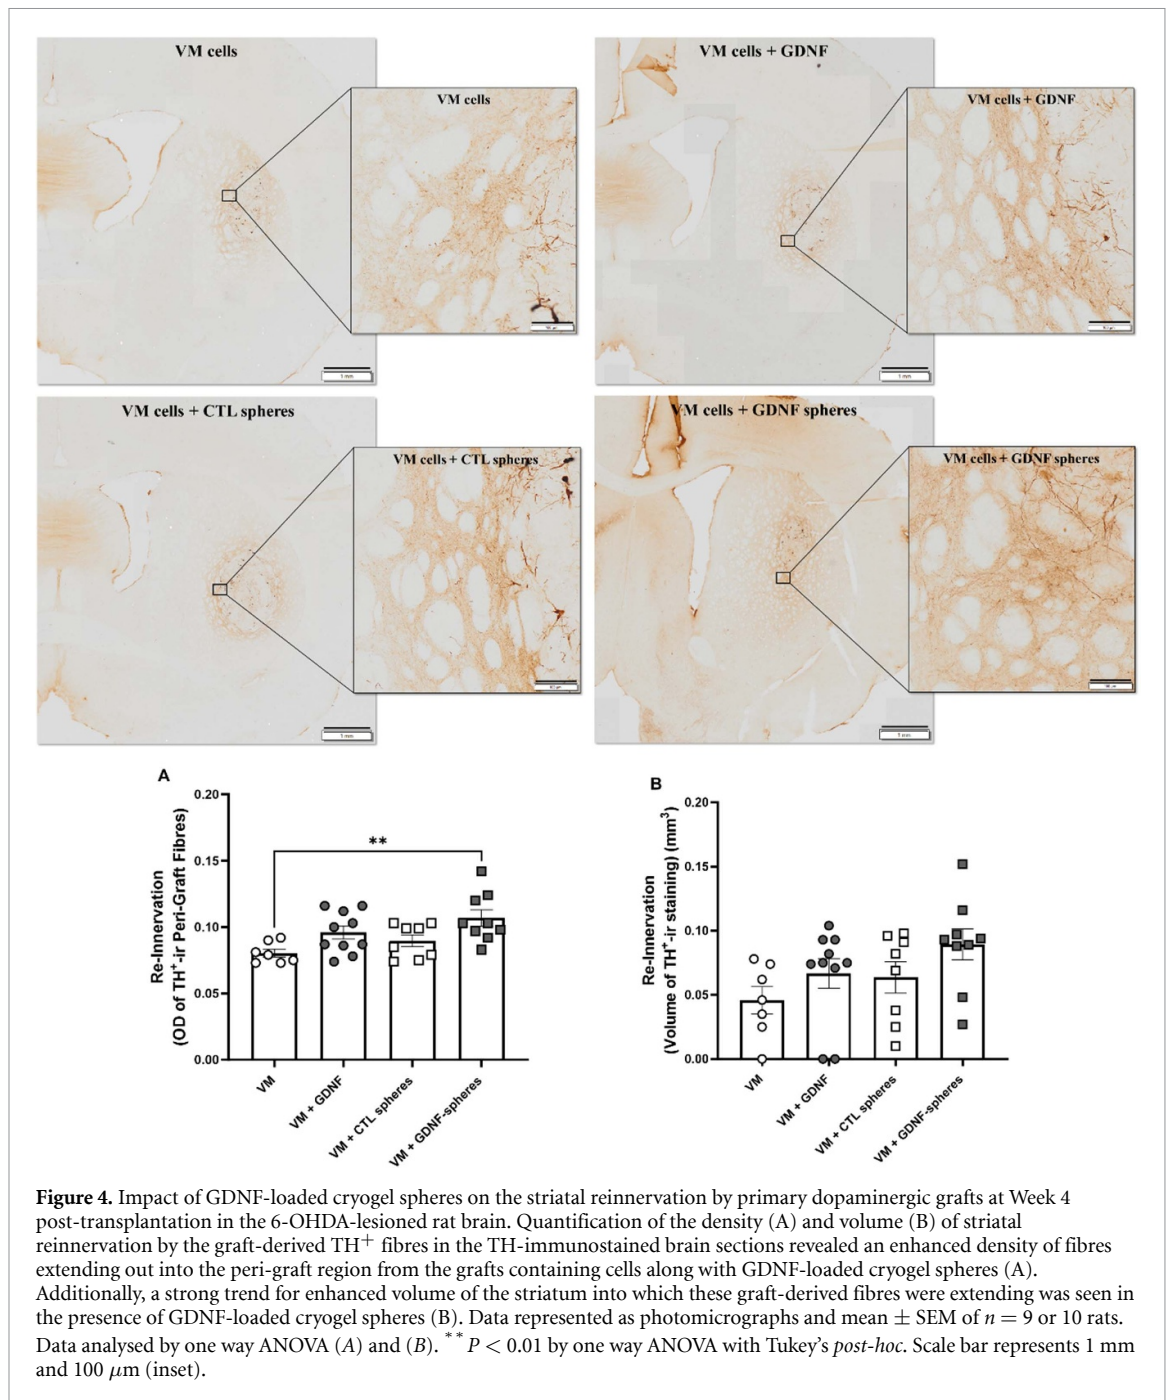 VM cells
VM cells
1 mm
VM cells + GDNF
VM cells + GDNF
1 mm
VM cells + CTL spheres
VM cells + CTL spheres
1 mm
VM cells + GDNF spheres
VM cells + GDNF spheres
1 mm
A
Re-Innervation
(OD of TH⁺-ir Peri-Graft Fibres)
0.20
0.15
0.10
0.05
0.00
**
VM
VM + GDNF
VM + CTL spheres
VM + GDNF-spheres
B
Re-Innervation
(Volume of TH⁺-ir staining) (mm³)
0.20
0.15
0.10
0.05
0.00
VM
VM + GDNF
VM + CTL spheres
VM + GDNF-spheres
Figure 4. Impact of GDNF-loaded cryogel spheres on the striatal reinnervation by primary dopaminergic grafts at Week 4
post-transplantation in the 6-OHDA-lesioned rat brain. Quantification of the density (A) and volume (B) of striatal
reinnervation by the graft-derived TH⁺ fibres in the TH-immunostained brain sections revealed an enhanced density of fibres
extending out into the peri-graft region from the grafts containing cells along with GDNF-loaded cryogel spheres (A).
Additionally, a strong trend for enhanced volume of the striatum into which these graft-derived fibres were extending was seen in
the presence of GDNF-loaded cryogel spheres (B). Data represented as photomicrographs and mean ± SEM of n = 9 or 10 rats.
Data analysed by one way ANOVA (A) and (B). **P < 0.01 by one way ANOVA with Tukey's post-hoc. Scale bar represents 1 mm
and 100 μm (inset).